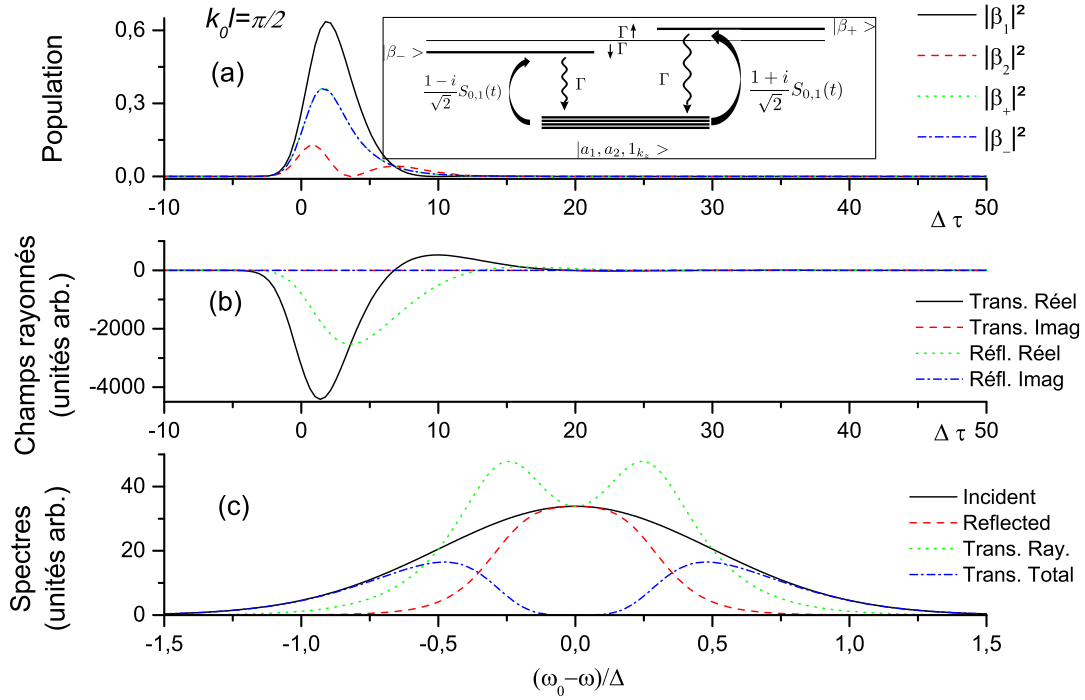 k₀l=π/2
(a)
Population
0,6
0,3
0,0
-10 0 10 20 30 40 50
Δ τ
|β₋>
|β₊>
Γ
Γ
Γ
Γ
1−i/√2 S₀,₁(t)
1+i/√2 S₀,₁(t)
|a₁, a₂, 1ₖz >
|β₁|²
|β₂|²
|β₊|²
|β₋|²
(b)
Champs rayonnés
(unités arb.)
0
-2000
-4000
-10 0 10 20 30 40 50
Δ τ
Trans. Réel
Trans. Imag
Réfl. Réel
Réfl. Imag
(c)
Spectres
(unités arb.)
40
20
0
-1,5 -1,0 -0,5 0,0 0,5 1,0 1,5
(ω₀−ω)/Δ
Incident
Reflected
Trans. Ray.
Trans. Total